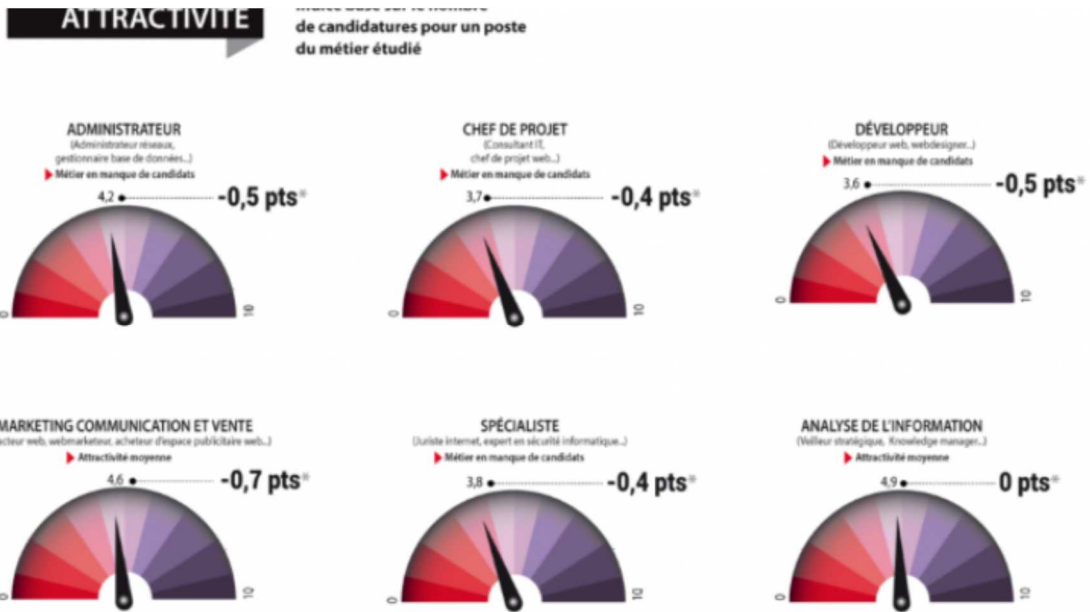 ATTRACTIVITÉ
Indice basé sur le nombre
de candidatures pour un poste
du métier étudié
ADMINISTRATEUR
(Administrateur réseaux,
gestionnaire base de données...)
Métier en manque de candidats
4,2
-0,5 pts*
0
10
CHEF DE PROJET
(Consultant IT,
chef de projet web...)
Métier en manque de candidats
3,7
-0,4 pts*
0
10
DÉVELOPPEUR
(Développeur web, webdesigner...)
Métier en manque de candidats
3,6
-0,5 pts*
0
10
MARKETING COMMUNICATION ET VENTE
web, webmarketeur, acheteur d'espace publicitaire web...)
Attractivité moyenne
4,6
-0,7 pts*
0
10
SPÉCIALISTE
(Juriste internet, expert en sécurité informatique...)
Métier en manque de candidats
3,8
-0,4 pts*
0
10
ANALYSE DE L'INFORMATION
(Veilleur stratégique, Knowledge manager...)
Attractivité moyenne
4,9
0 pts*
0
10